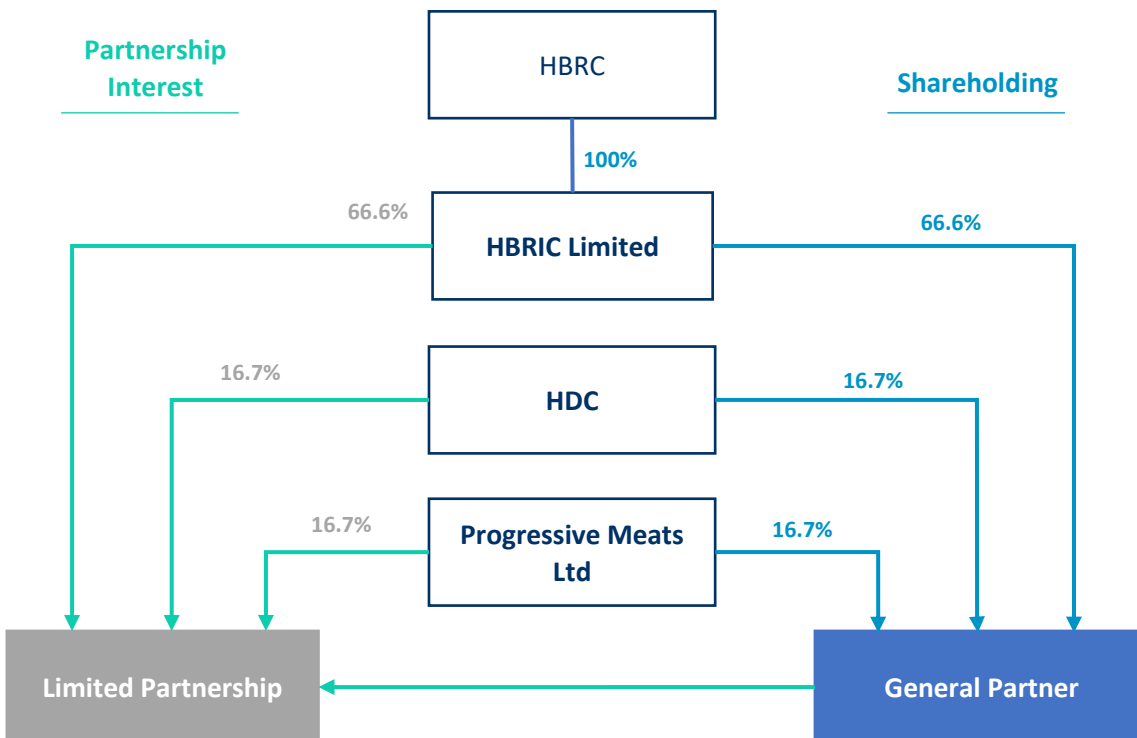 Partnership
Interest
HBRC
Shareholding
100%
66.6%
HBRIC Limited
66.6%
16.7%
HDC
16.7%
16.7%
Progressive Meats
Ltd
16.7%
Limited Partnership
General Partner